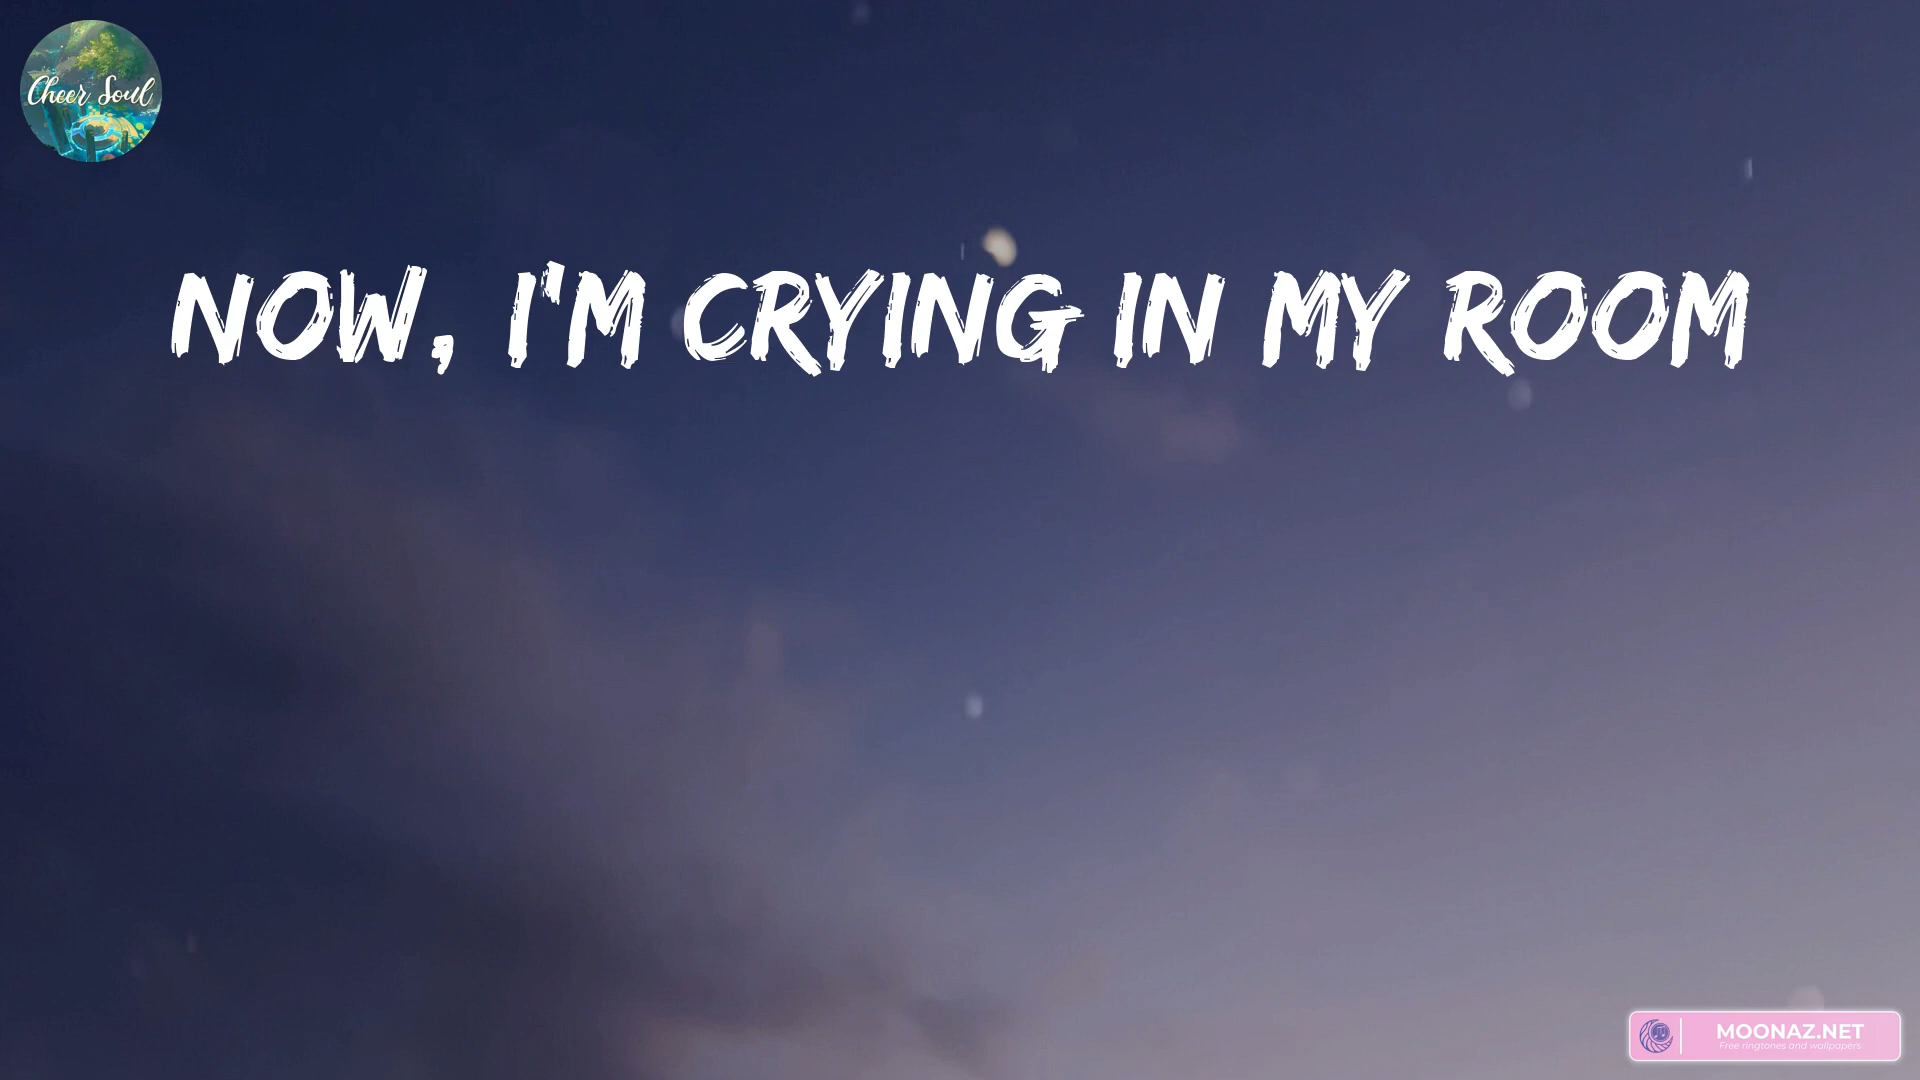 Cheer Soul
NOW, I'M CRYING IN MY ROOM
MOONAZ.NET
Free ringtones and wallpapers